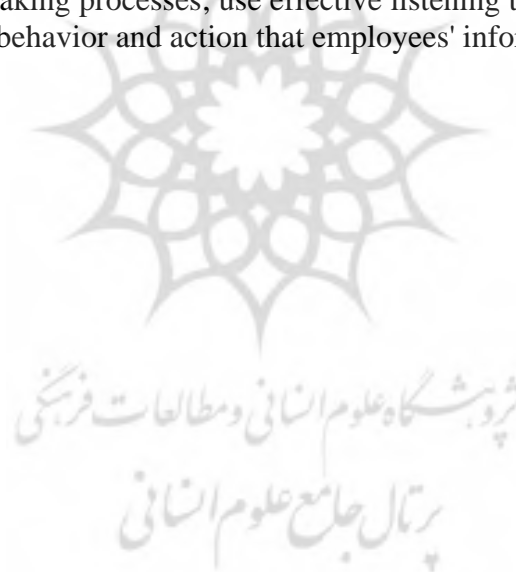 aking processes, use effective listening t
behavior and action that employees' infor
پژوهشگاه علوم انسانی و مطالعات فرهنگی
پرتال جامع علوم انسانی